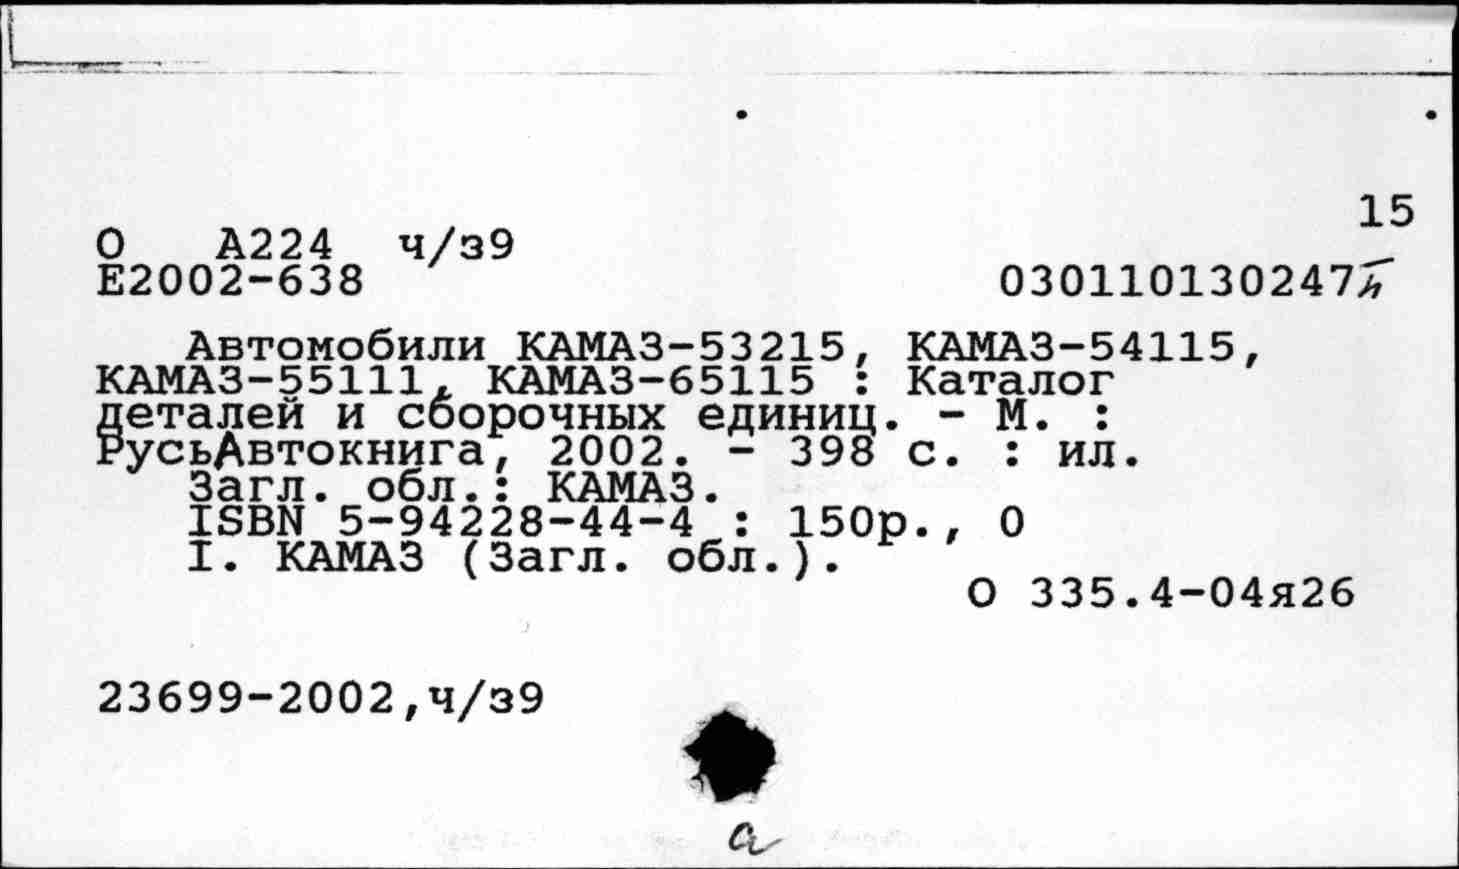 15
О А224 ч/з9
Е2002-638 030110130247
Автомобили КАМАЗ-53215, КАМАЗ-54115,
КАМАЗ-55111, КАМАЗ-65115 : Каталог
деталей и сборочных единиц. - М. :
РусьАвтокнига, 2002. - 398 с. : ил.
Загл. обл.: КАМАЗ.
ISBN 5-94228-44-4 : 150р., 0
I. КАМАЗ (Загл. обл.).
О 335.4-04я26
23699-2002,ч/з9